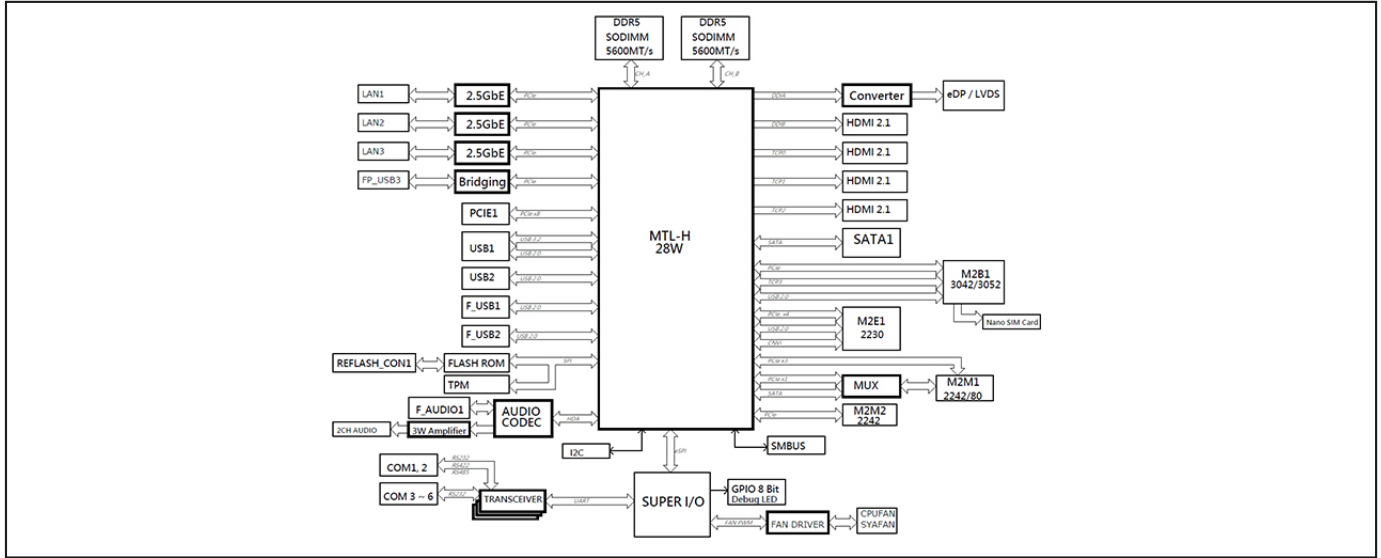 DDR5
SODIMM
5600MT/s
DDR5
SODIMM
5600MT/s
CH_A
CH_B
LAN1
2.5GbE
PCIe
DDIA
Converter
eDP / LVDS
LAN2
2.5GbE
PCIe
DDIB
HDMI 2.1
LAN3
2.5GbE
PCIe
TCP0
HDMI 2.1
FP_USB3
Bridging
PCIe
TCP1
HDMI 2.1
PCIE1
PCIe x8
TCP2
HDMI 2.1
MTL-H
28W
USB1
USB 3.2
USB 2.0
SATA
SATA1
USB2
USB 2.0
PCIe
TCP3
USB 2.0
M2B1
3042/3052
Nano SIM Card
F_USB1
USB 2.0
F_USB2
USB 2.0
PCIe x4
USB 2.0
CNVi
M2E1
2230
REFLASH_CON1
FLASH ROM
SPI
TPM
PCIe x3
PCIe x1
SATA
MUX
M2M1
2242/80
F_AUDIO1
AUDIO
CODEC
HDA
2CH AUDIO
3W Amplifier
PCIe
M2M2
2242
I2C
SMBUS
eSPI
COM1, 2
RS232
RS422
RS485
COM 3 ~ 6
RS232
TRANSCEIVER
UART
SUPER I/O
GPIO 8 Bit
Debug LED
FAN PWM
FAN DRIVER
CPUFAN
SYAFAN